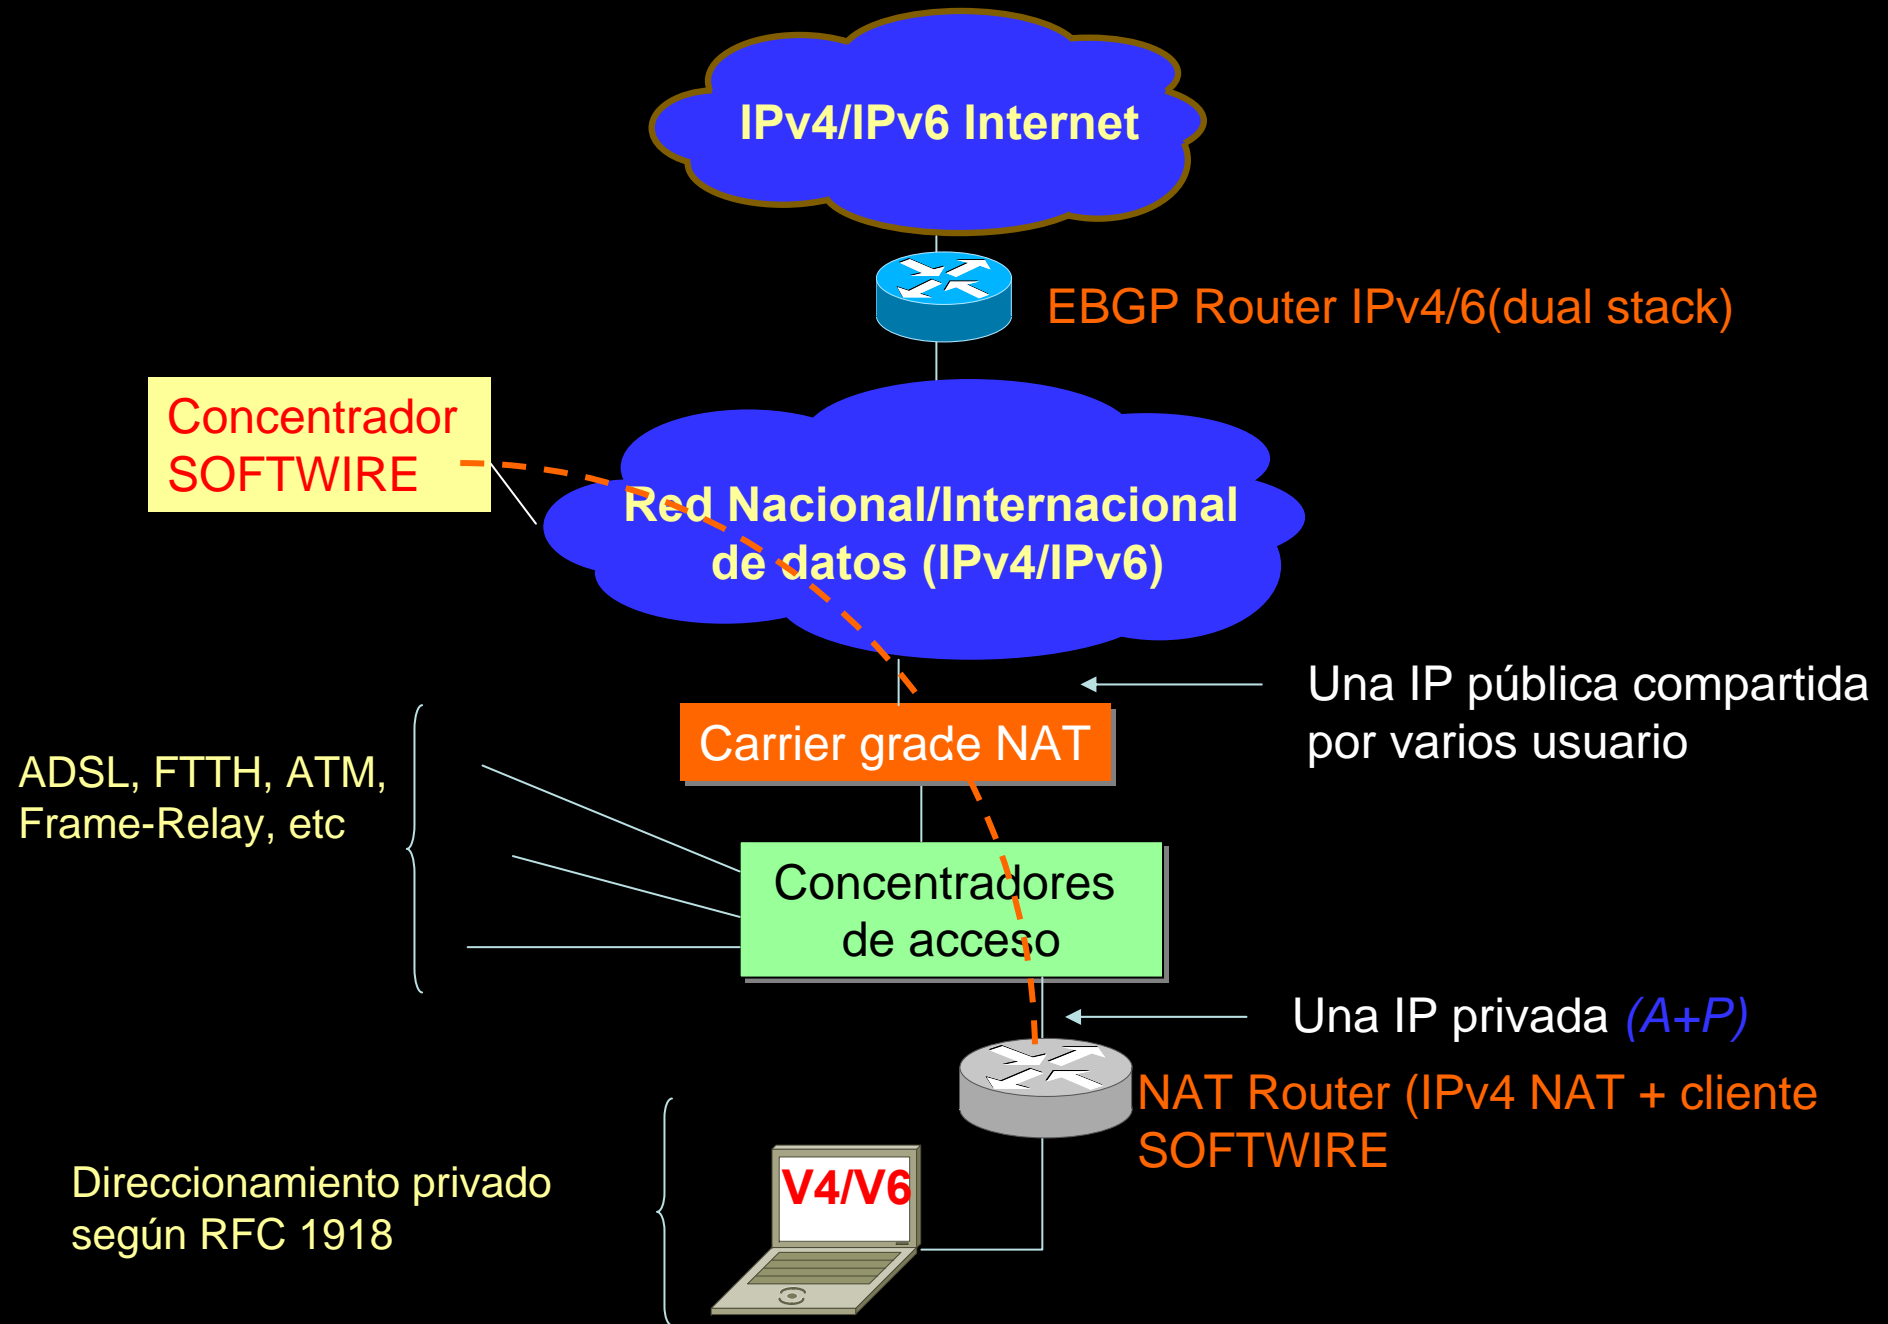 IPv4/IPv6 Internet
EBGP Router IPv4/6(dual stack)
Concentrador
SOFTWIRE
Red Nacional/Internacional
de datos (IPv4/IPv6)
Una IP pública compartida
por varios usuario
Carrier grade NAT
ADSL, FTTH, ATM,
Frame-Relay, etc
Concentradores
de acceso
Una IP privada (A+P)
NAT Router (IPv4 NAT + cliente
SOFTWIRE
V4/V6
Direccionamiento privado
según RFC 1918